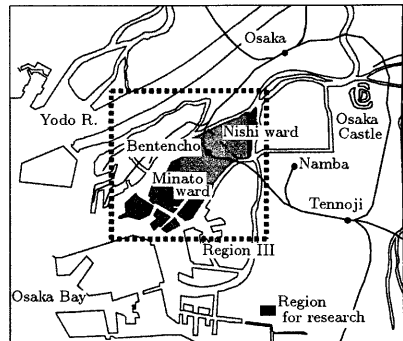 Osaka
Yodo R.
Nishi ward
Osaka
Castle
Bentencho
Namba
Minato
ward
Tennoji
Region III
Osaka Bay
Region
for research